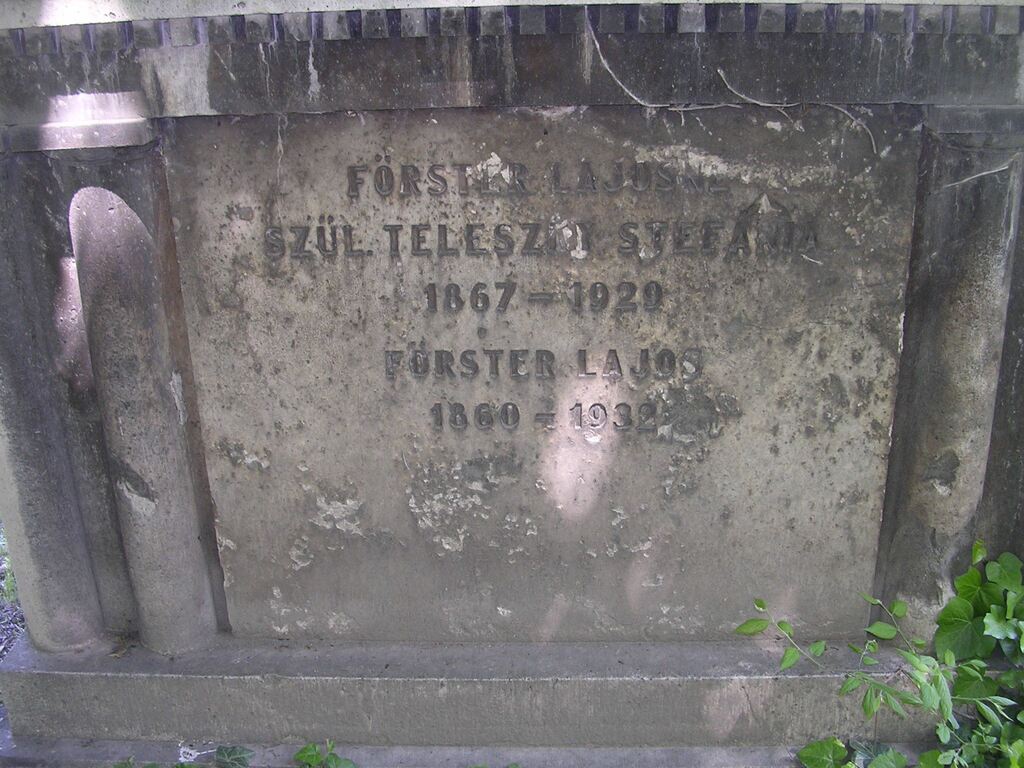 FÖRSTER LAJOSNÉ
SZÜL. TELESZKY STEFÁNIA
1867 – 1929
FÖRSTER LAJOS
1860 – 1932